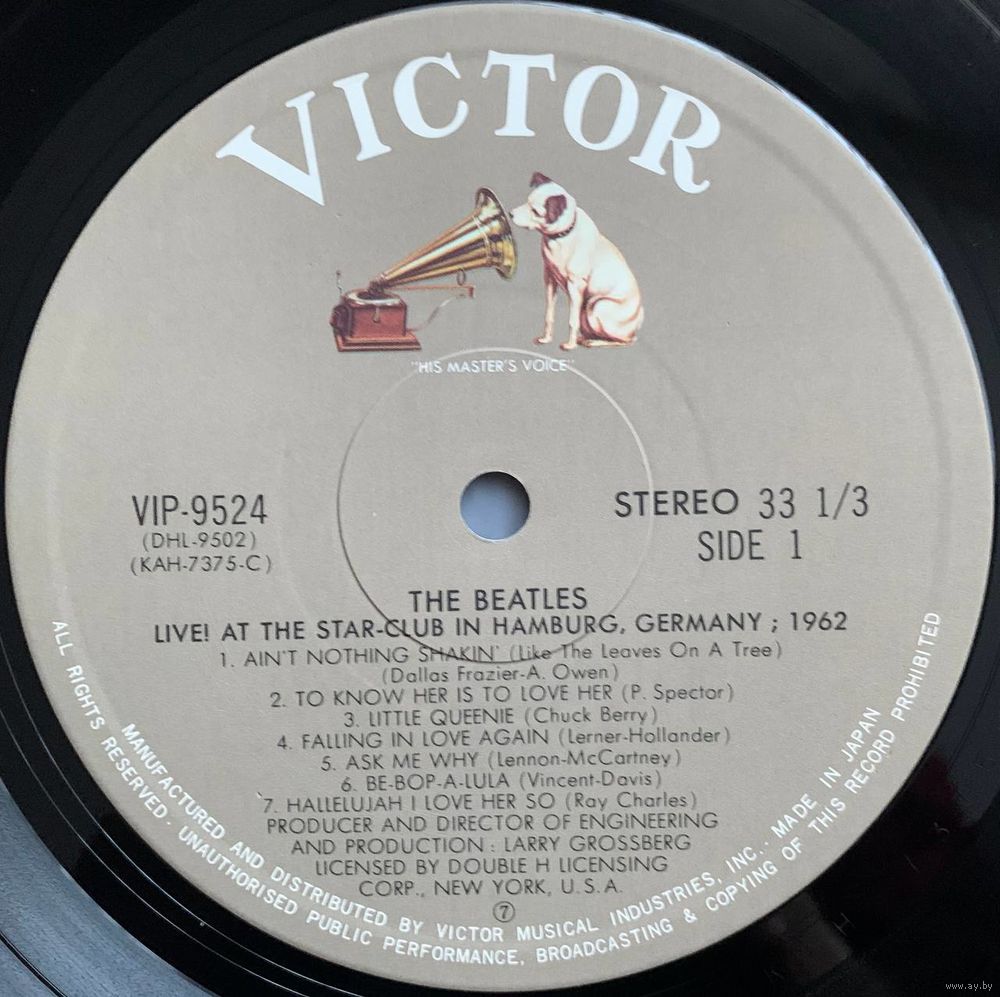 VICTOR
"HIS MASTER'S VOICE"
VIP-9524
(DHL-9502)
(KAH-7375-C)
STEREO 33 1/3
SIDE 1
THE BEATLES
LIVE! AT THE STAR-CLUB IN HAMBURG, GERMANY ; 1962
1. AIN'T NOTHING SHAKIN' (Like The Leaves On A Tree)
(Dallas Frazier-A. Owen)
2. TO KNOW HER IS TO LOVE HER (P. Spector)
3. LITTLE QUEENIE (Chuck Berry)
4. FALLING IN LOVE AGAIN (Lerner-Hollander)
5. ASK ME WHY (Lennon-McCartney)
6. BE-BOP-A-LULA (Vincent-Davis)
7. HALLELUJAH I LOVE HER SO (Ray Charles)
PRODUCER AND DIRECTOR OF ENGINEERING
AND PRODUCTION : LARRY GROSSBERG
LICENSED BY DOUBLE H LICENSING
CORP., NEW YORK, U.S.A.
7
MANUFACTURED AND DISTRIBUTED BY VICTOR MUSICAL INDUSTRIES, INC.. MADE IN JAPAN
ALL RIGHTS RESERVED. UNAUTHORISED PUBLIC PERFORMANCE, BROADCASTING & COPYING OF THIS RECORD PROHIBITED
www.ay.by